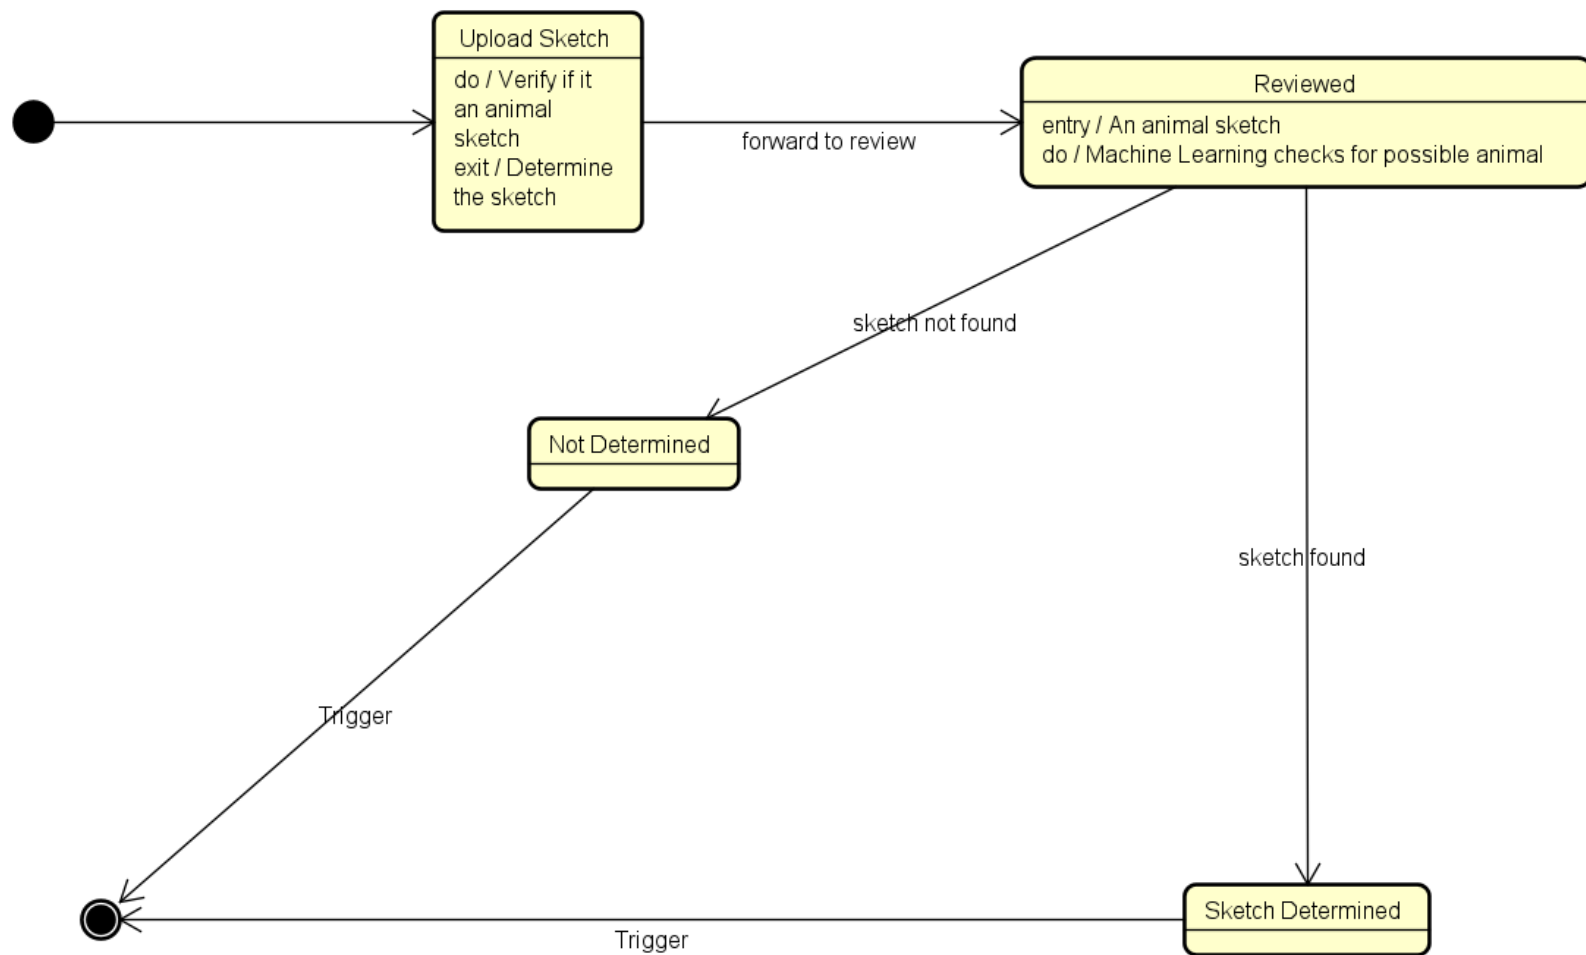 Upload Sketch
do / Verify if it
an animal
sketch
exit / Determine
the sketch
forward to review
Reviewed
entry / An animal sketch
do / Machine Learning checks for possible animal
sketch not found
Not Determined
sketch found
Trigger
Sketch Determined
Trigger